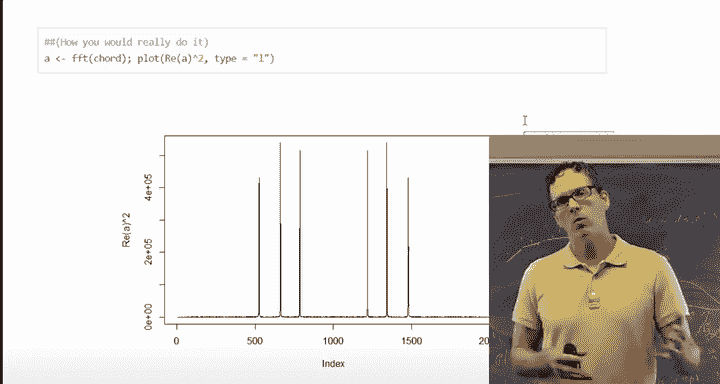 ##(How you would really do it)
a <- fft(chord); plot(Re(a)^2, type = "l")
4e+05
2e+05
0e+00
Re(a)^2
0
500
1000
1500
Index